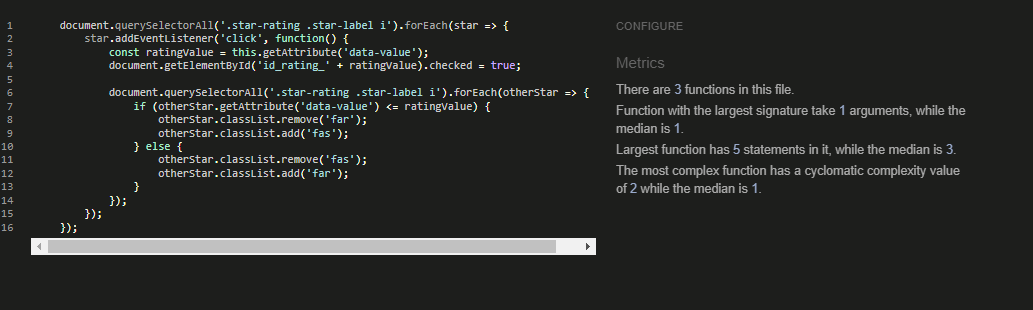 1 document.querySelectorAll('.star-rating .star-label i').forEach(star => {
2 star.addEventListener('click', function() {
3 const ratingValue = this.getAttribute('data-value');
4 document.getElementById('id_rating_' + ratingValue).checked = true;
5
6 document.querySelectorAll('.star-rating .star-label i').forEach(otherStar => {
7 if (otherStar.getAttribute('data-value') <= ratingValue) {
8 otherStar.classList.remove('far');
9 otherStar.classList.add('fas');
10 } else {
11 otherStar.classList.remove('fas');
12 otherStar.classList.add('far');
13 }
14 });
15 });
16 });
CONFIGURE
Metrics
There are 3 functions in this file.
Function with the largest signature take 1 arguments, while the
median is 1.
Largest function has 5 statements in it, while the median is 3.
The most complex function has a cyclomatic complexity value
of 2 while the median is 1.